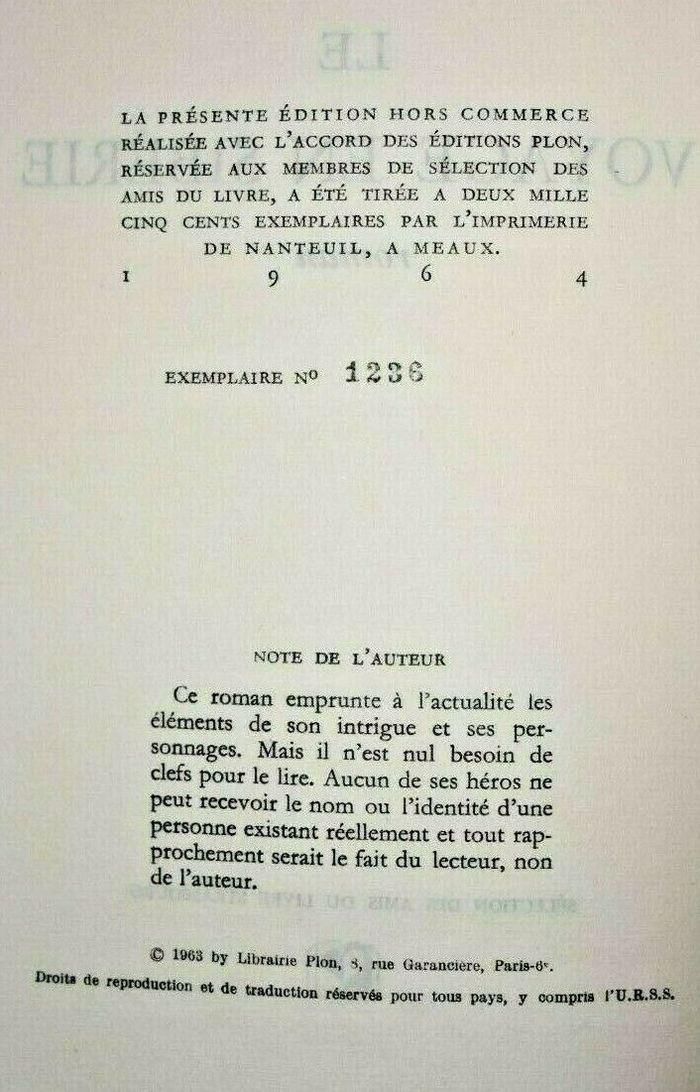 LA PRÉSENTE ÉDITION HORS COMMERCE
RÉALISÉE AVEC L'ACCORD DES ÉDITIONS PLON,
RÉSERVÉE AUX MEMBRES DE SÉLECTION DES
AMIS DU LIVRE, A ÉTÉ TIRÉE A DEUX MILLE
CINQ CENTS EXEMPLAIRES PAR L'IMPRIMERIE
DE NANTEUIL, A MEAUX.
1 9 6 4
EXEMPLAIRE Nº 1236
NOTE DE L'AUTEUR
Ce roman emprunte à l'actualité les
éléments de son intrigue et ses per-
sonnages. Mais il n'est nul besoin de
clefs pour le lire. Aucun de ses héros ne
peut recevoir le nom ou l'identité d'une
personne existant réellement et tout rap-
prochement serait le fait du lecteur, non
de l'auteur.
© 1963 by Librairie Plon, 8, rue Garancière, Paris-6e.
Droits de reproduction et de traduction réservés pour tous pays, y compris l'U.R.S.S.